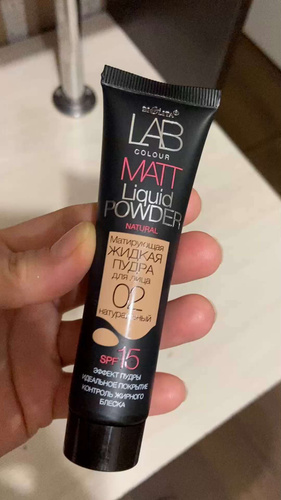 BIELITA
LAB
COLOUR
MATT
Liquid
POWDER
NATURAL
Матирующая
ЖИДКАЯ
ПУДРА
для лица
02
натуральный
SPF 15
ЭФФЕКТ ПУДРЫ
ИДЕАЛЬНОЕ ПОКРЫТИЕ
КОНТРОЛЬ ЖИРНОГО
БЛЕСКА